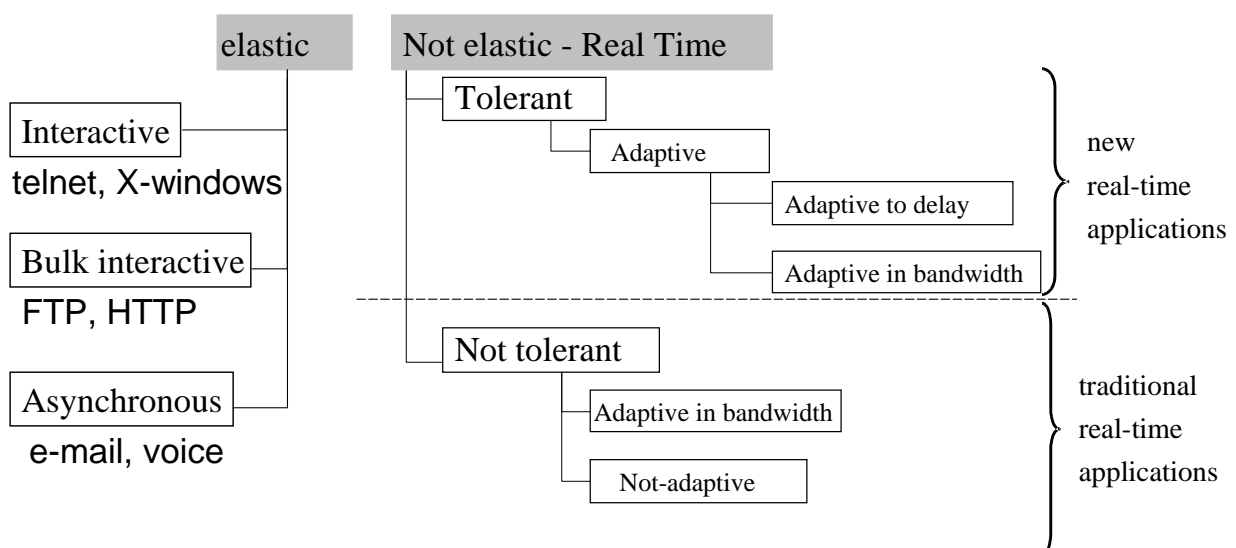 elastic
Interactive
telnet, X-windows
Bulk interactive
FTP, HTTP
Asynchronous
e-mail, voice
Not elastic - Real Time
Tolerant
Adaptive
Adaptive to delay
Adaptive in bandwidth
new
real-time
applications
Not tolerant
Adaptive in bandwidth
Not-adaptive
traditional
real-time
applications